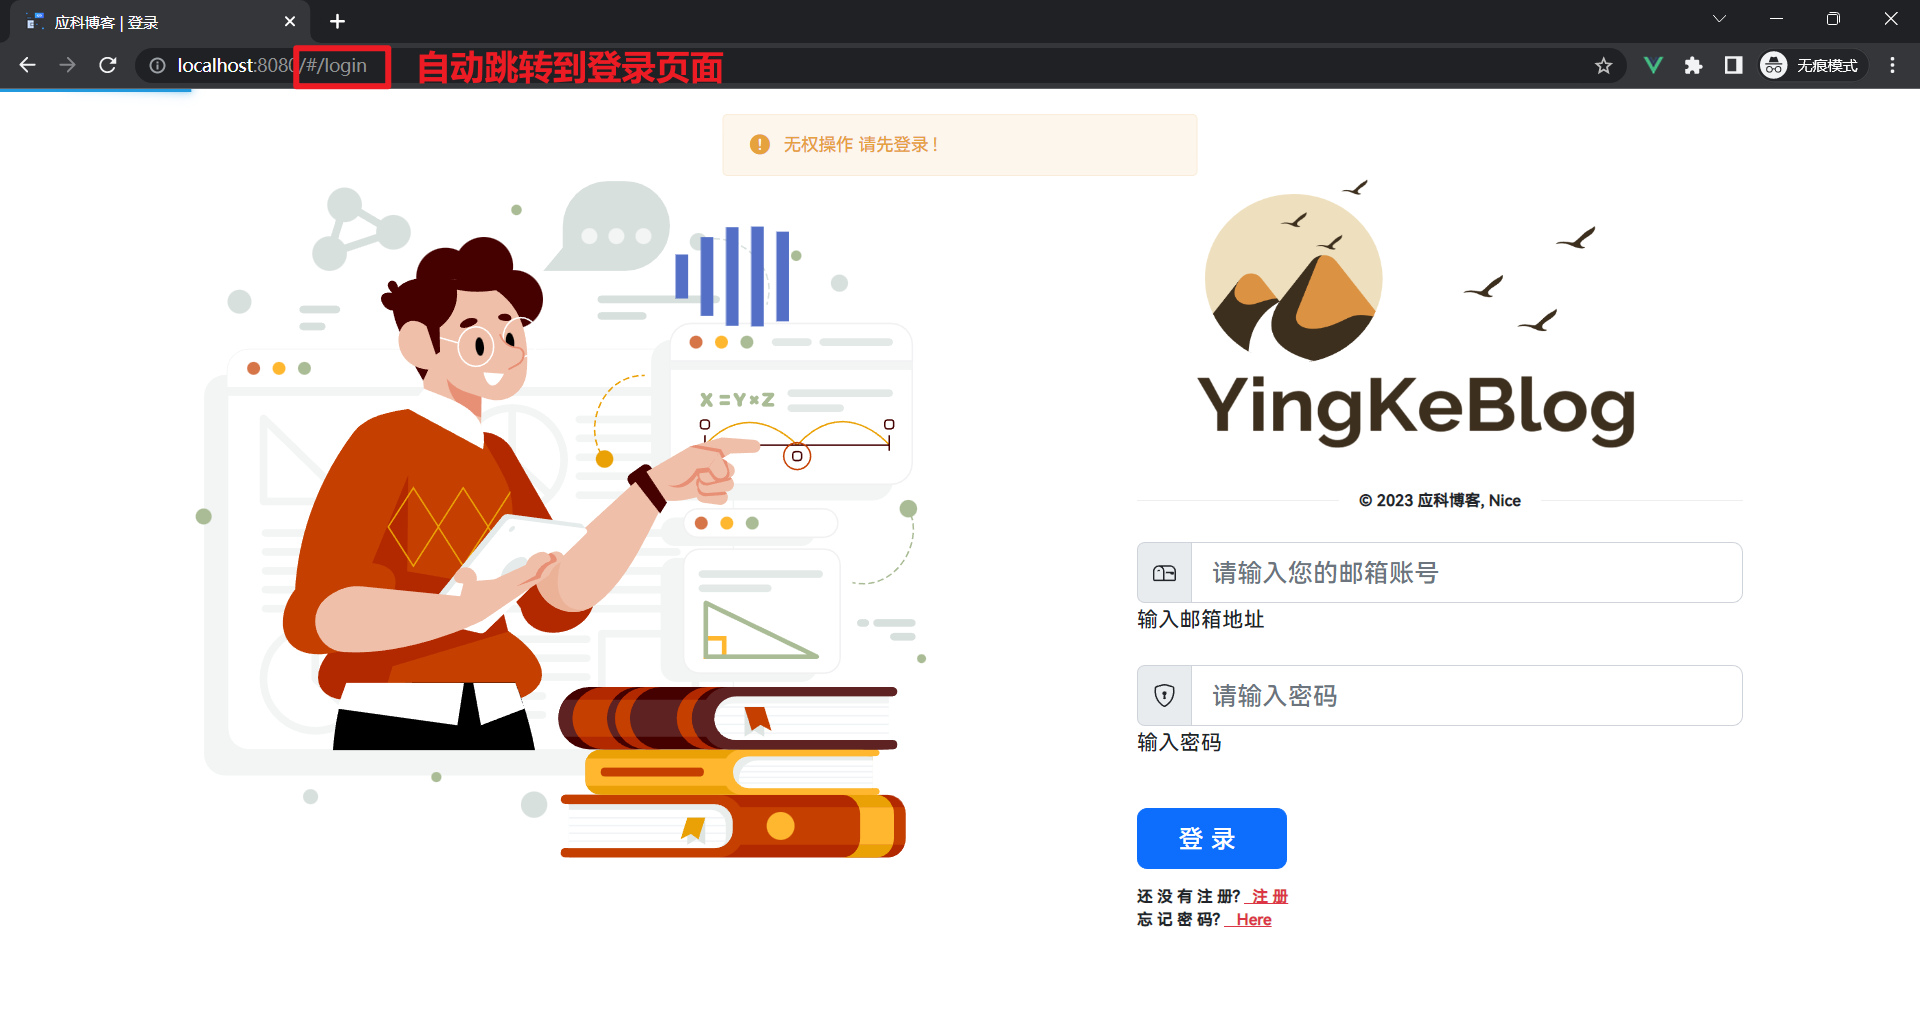 应科博客 | 登录
localhost:8080/#/login
自动跳转到登录页面
无痕模式
无权操作 请先登录！
X=Y×Z
YingKeBlog
© 2023 应科博客, Nice
请输入您的邮箱账号
输入邮箱地址
请输入密码
输入密码
登 录
还 没 有 注 册? 注 册
忘 记 密 码? Here